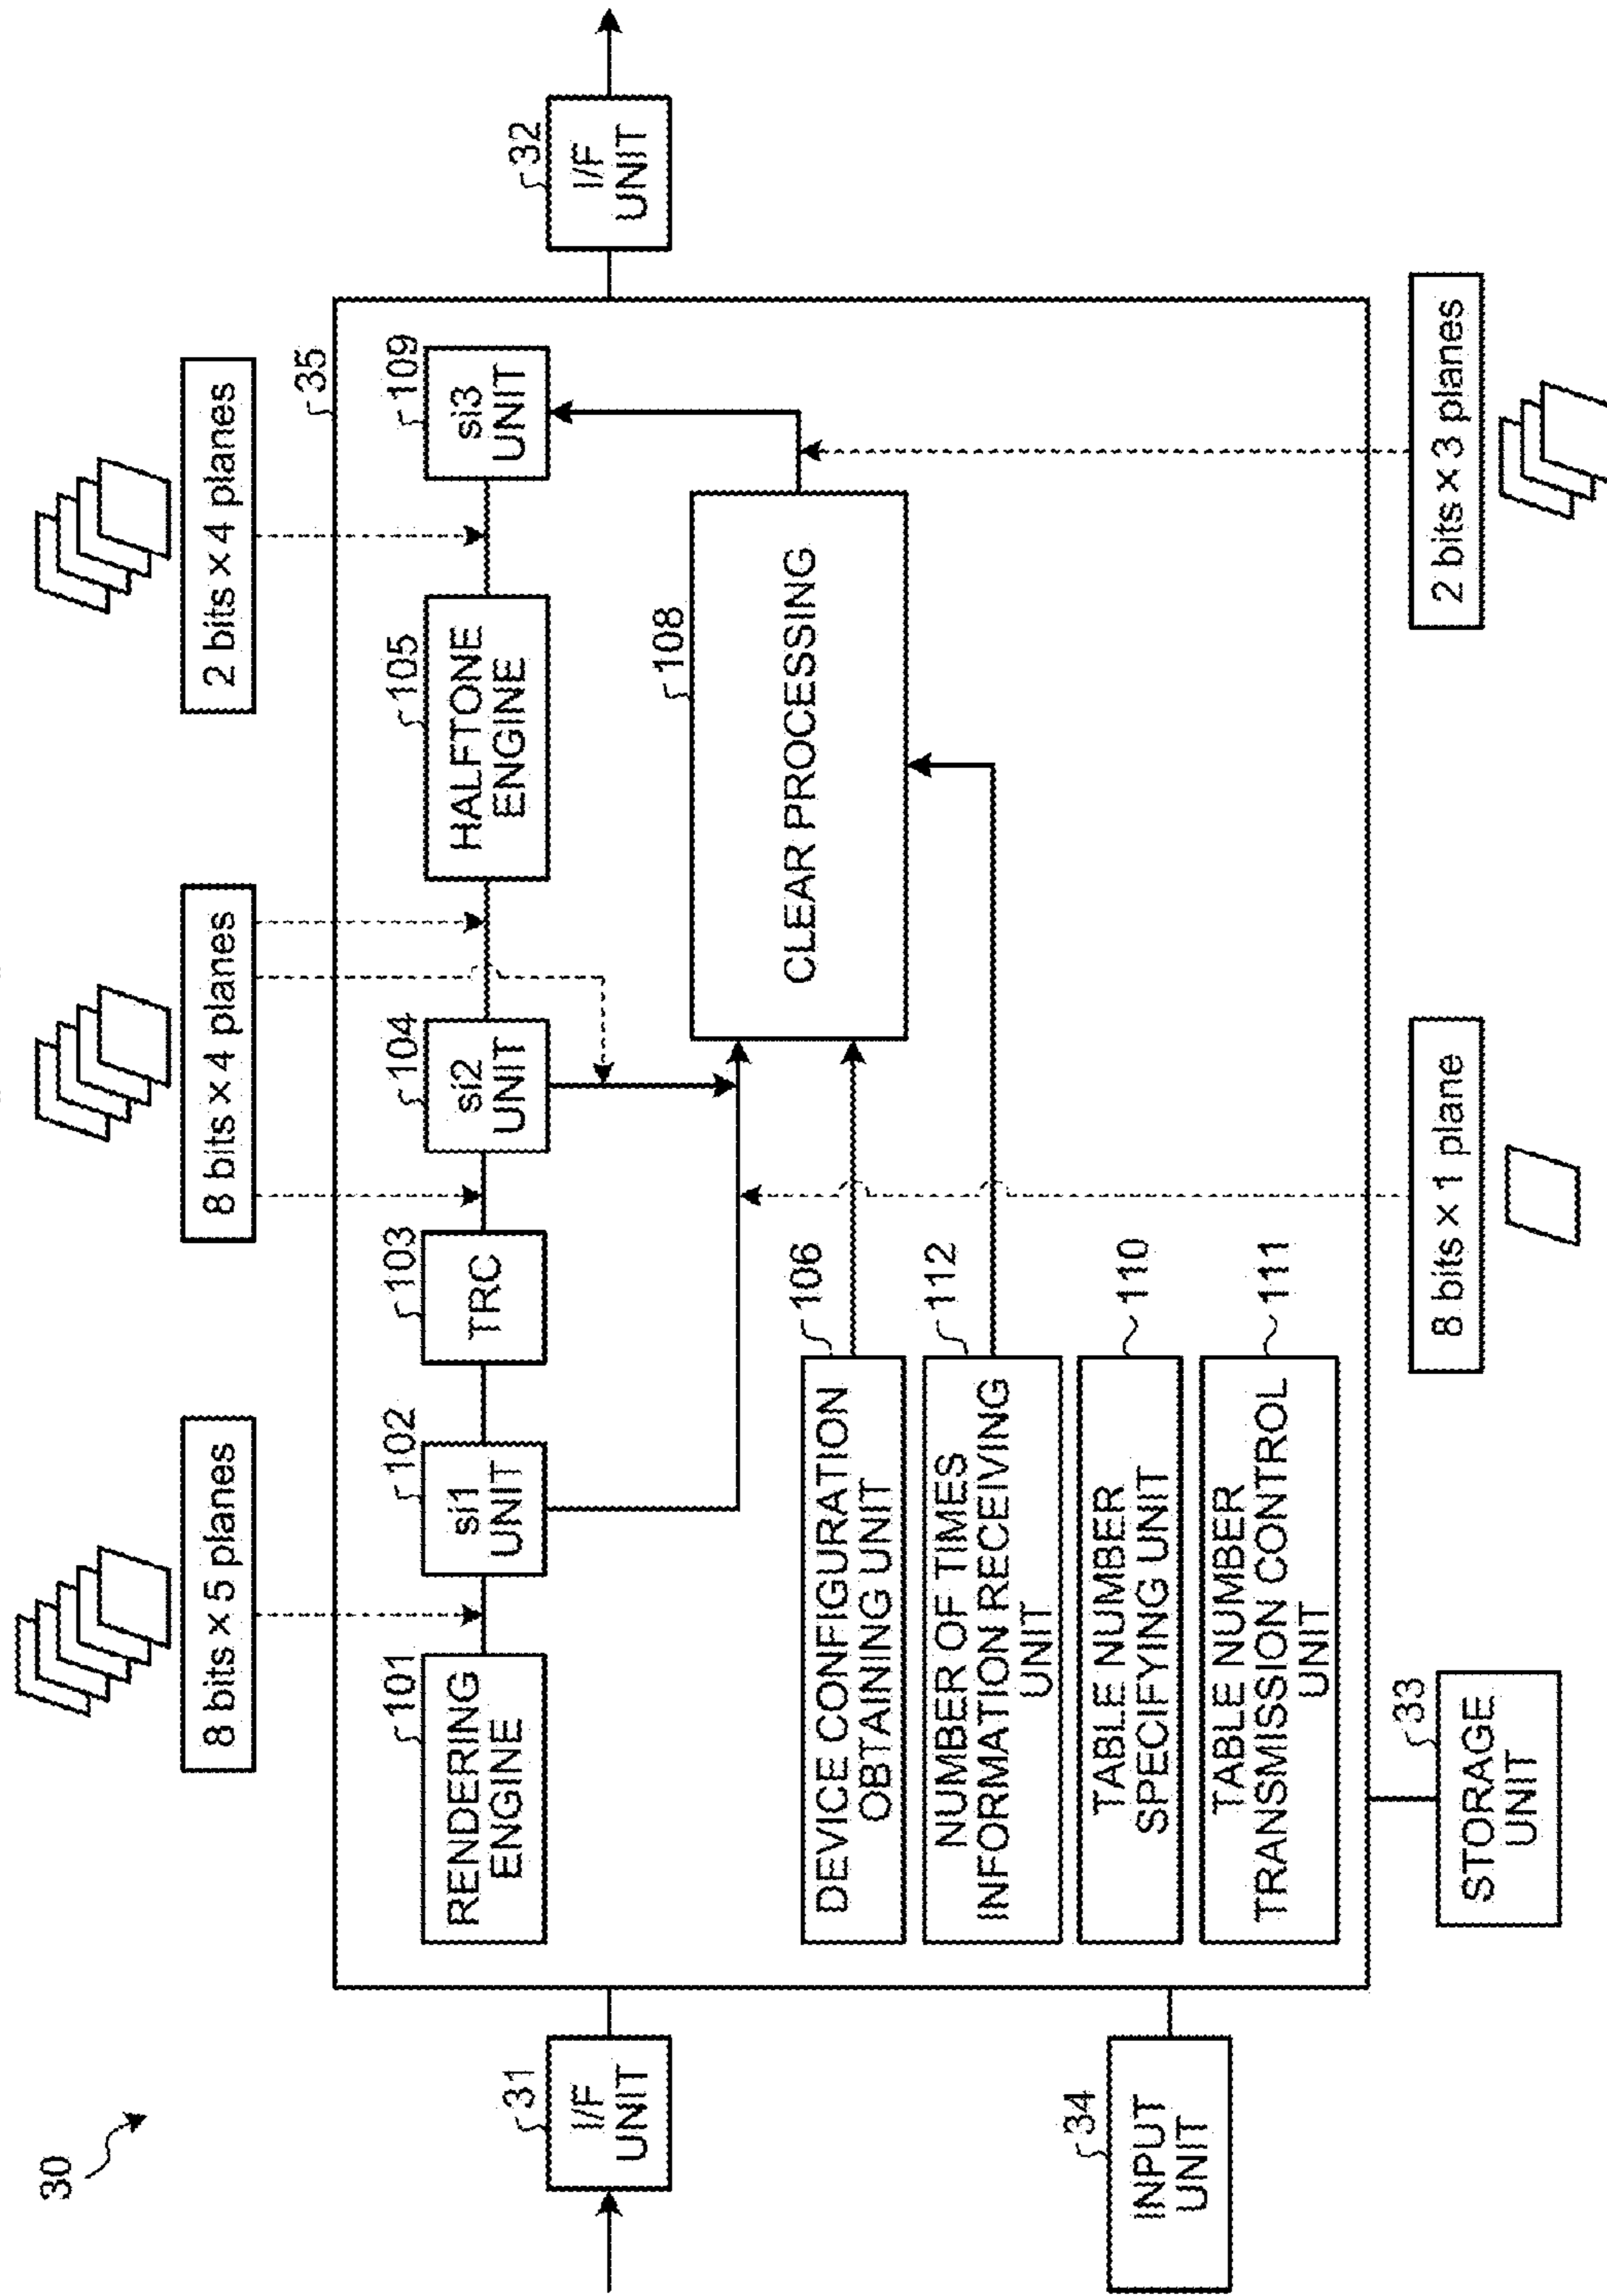 30
8 bits × 5 planes
8 bits × 4 planes
2 bits × 4 planes
35
31
I/F
UNIT
101
RENDERING
ENGINE
102
si1
UNIT
103
TRC
104
si2
UNIT
105
HALFTONE
ENGINE
109
si3
UNIT
32
I/F
UNIT
108
CLEAR PROCESSING
106
DEVICE CONFIGURATION
OBTAINING UNIT
112
NUMBER OF TIMES
INFORMATION RECEIVING
UNIT
110
TABLE NUMBER
SPECIFYING UNIT
111
TABLE NUMBER
TRANSMISSION CONTROL
UNIT
34
INPUT
UNIT
33
STORAGE
UNIT
8 bits × 1 plane
2 bits × 3 planes